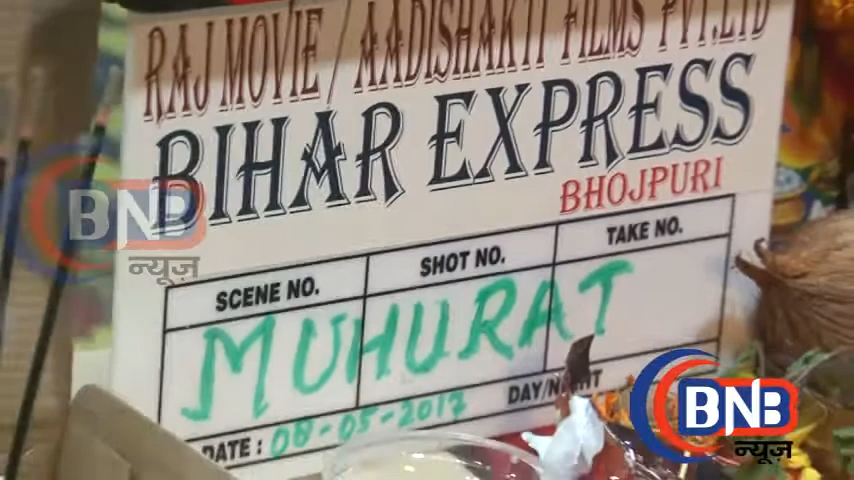 RAJ MOVIE / AADISHAKTI FILMS PVT.LTD
BIHAR EXPRESS
BHOJPURI
SCENE NO. SHOT NO. TAKE NO.
MUHURAT
DATE : 08-05-2017 DAY/NIGHT
BNB
न्यूज़
BNB
न्यूज़